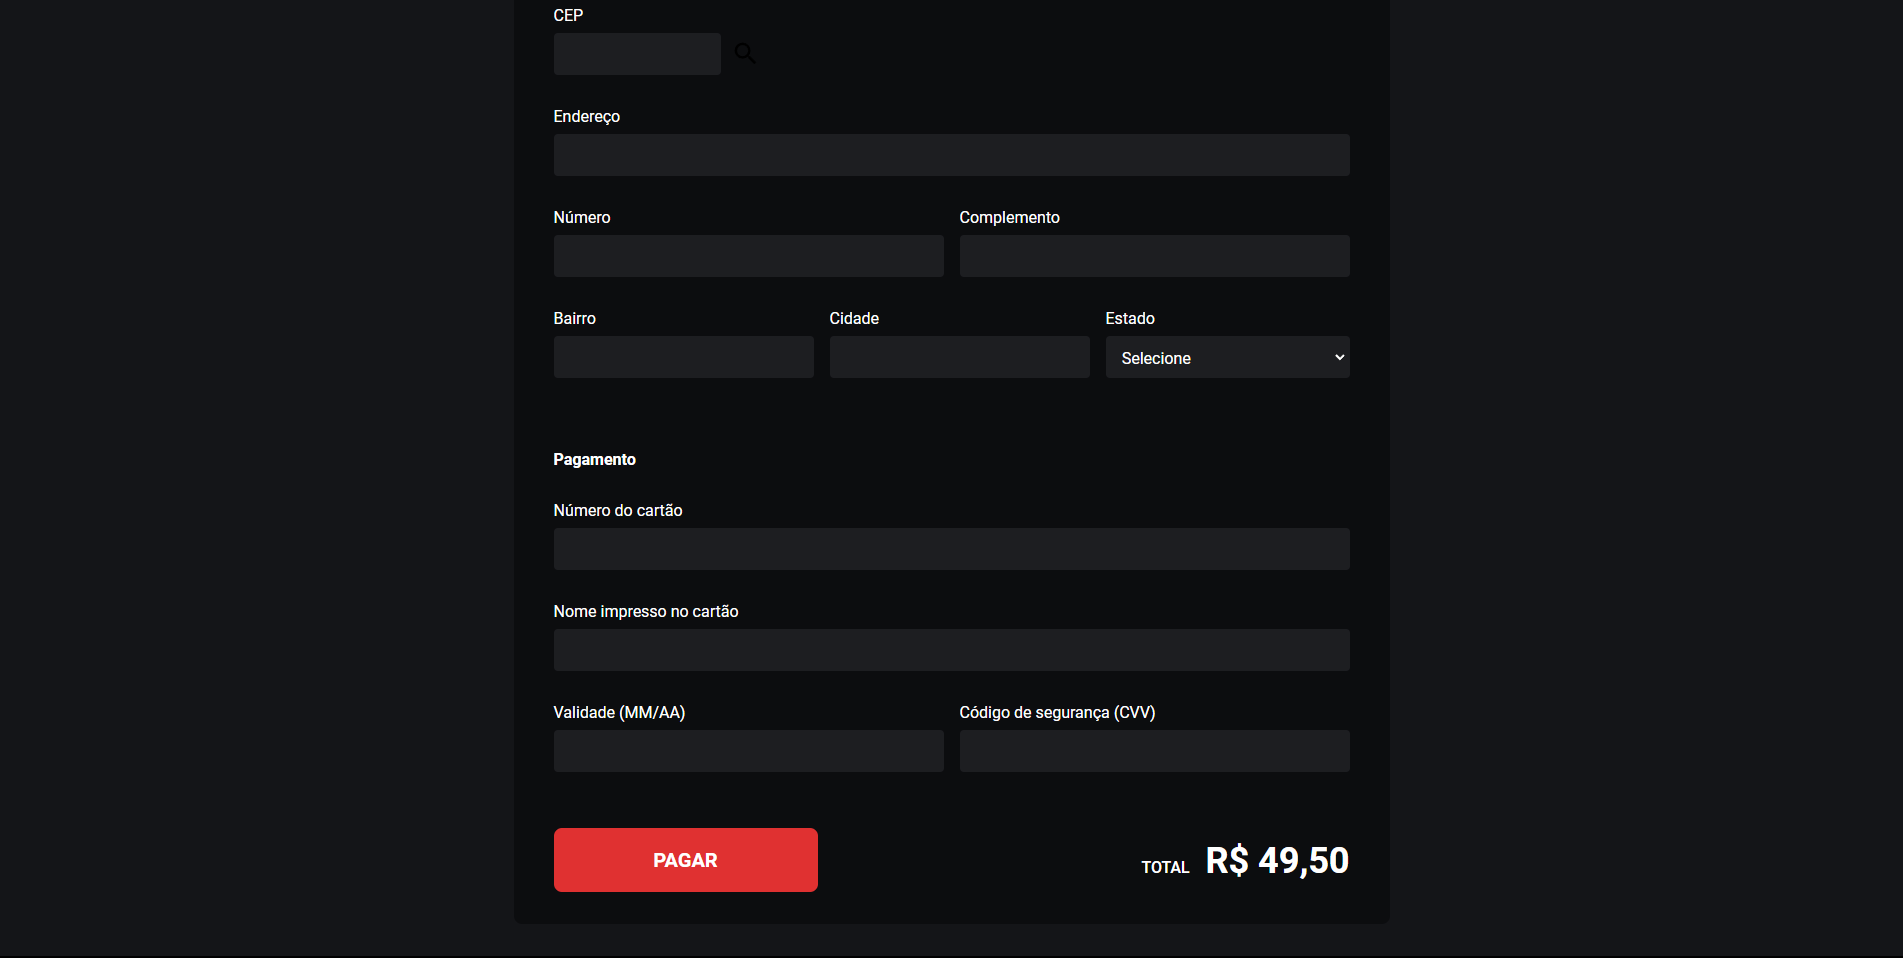 CEP
Endereço
Número Complemento
Bairro Cidade Estado
Selecione
Pagamento
Número do cartão
Nome impresso no cartão
Validade (MM/AA) Código de segurança (CVV)
PAGAR TOTAL R$ 49,50